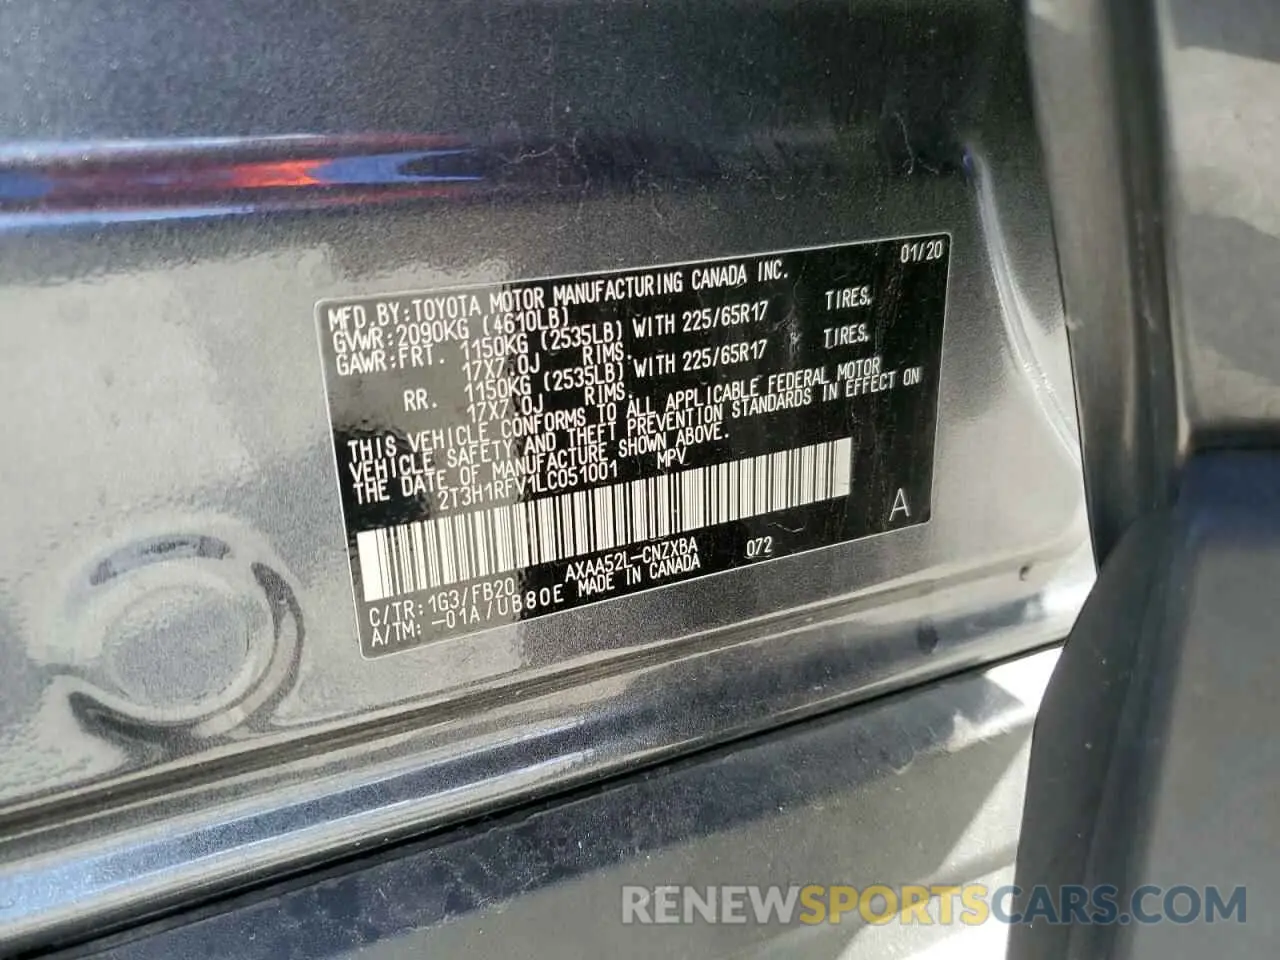 01/20
MFD.BY:TOYOTA MOTOR MANUFACTURING CANADA INC.
GVWR:2090KG (4610LB)
GAWR:FRT. 1150KG (2535LB) WITH 225/65R17 TIRES,
17X7.0J RIMS.
RR. 1150KG (2535LB) WITH 225/65R17 TIRES,
17X7.0J RIMS.
THIS VEHICLE CONFORMS TO ALL APPLICABLE FEDERAL MOTOR
VEHICLE SAFETY AND THEFT PREVENTION STANDARDS IN EFFECT ON
THE DATE OF MANUFACTURE SHOWN ABOVE.
2T3H1RFV1LC051001 MPV
A
C/TR:1G3/FB20 AXAA52L-CNZXBA 072
A/TM: -01A/UB80E MADE IN CANADA
RENEWSPORTSCARS.COM